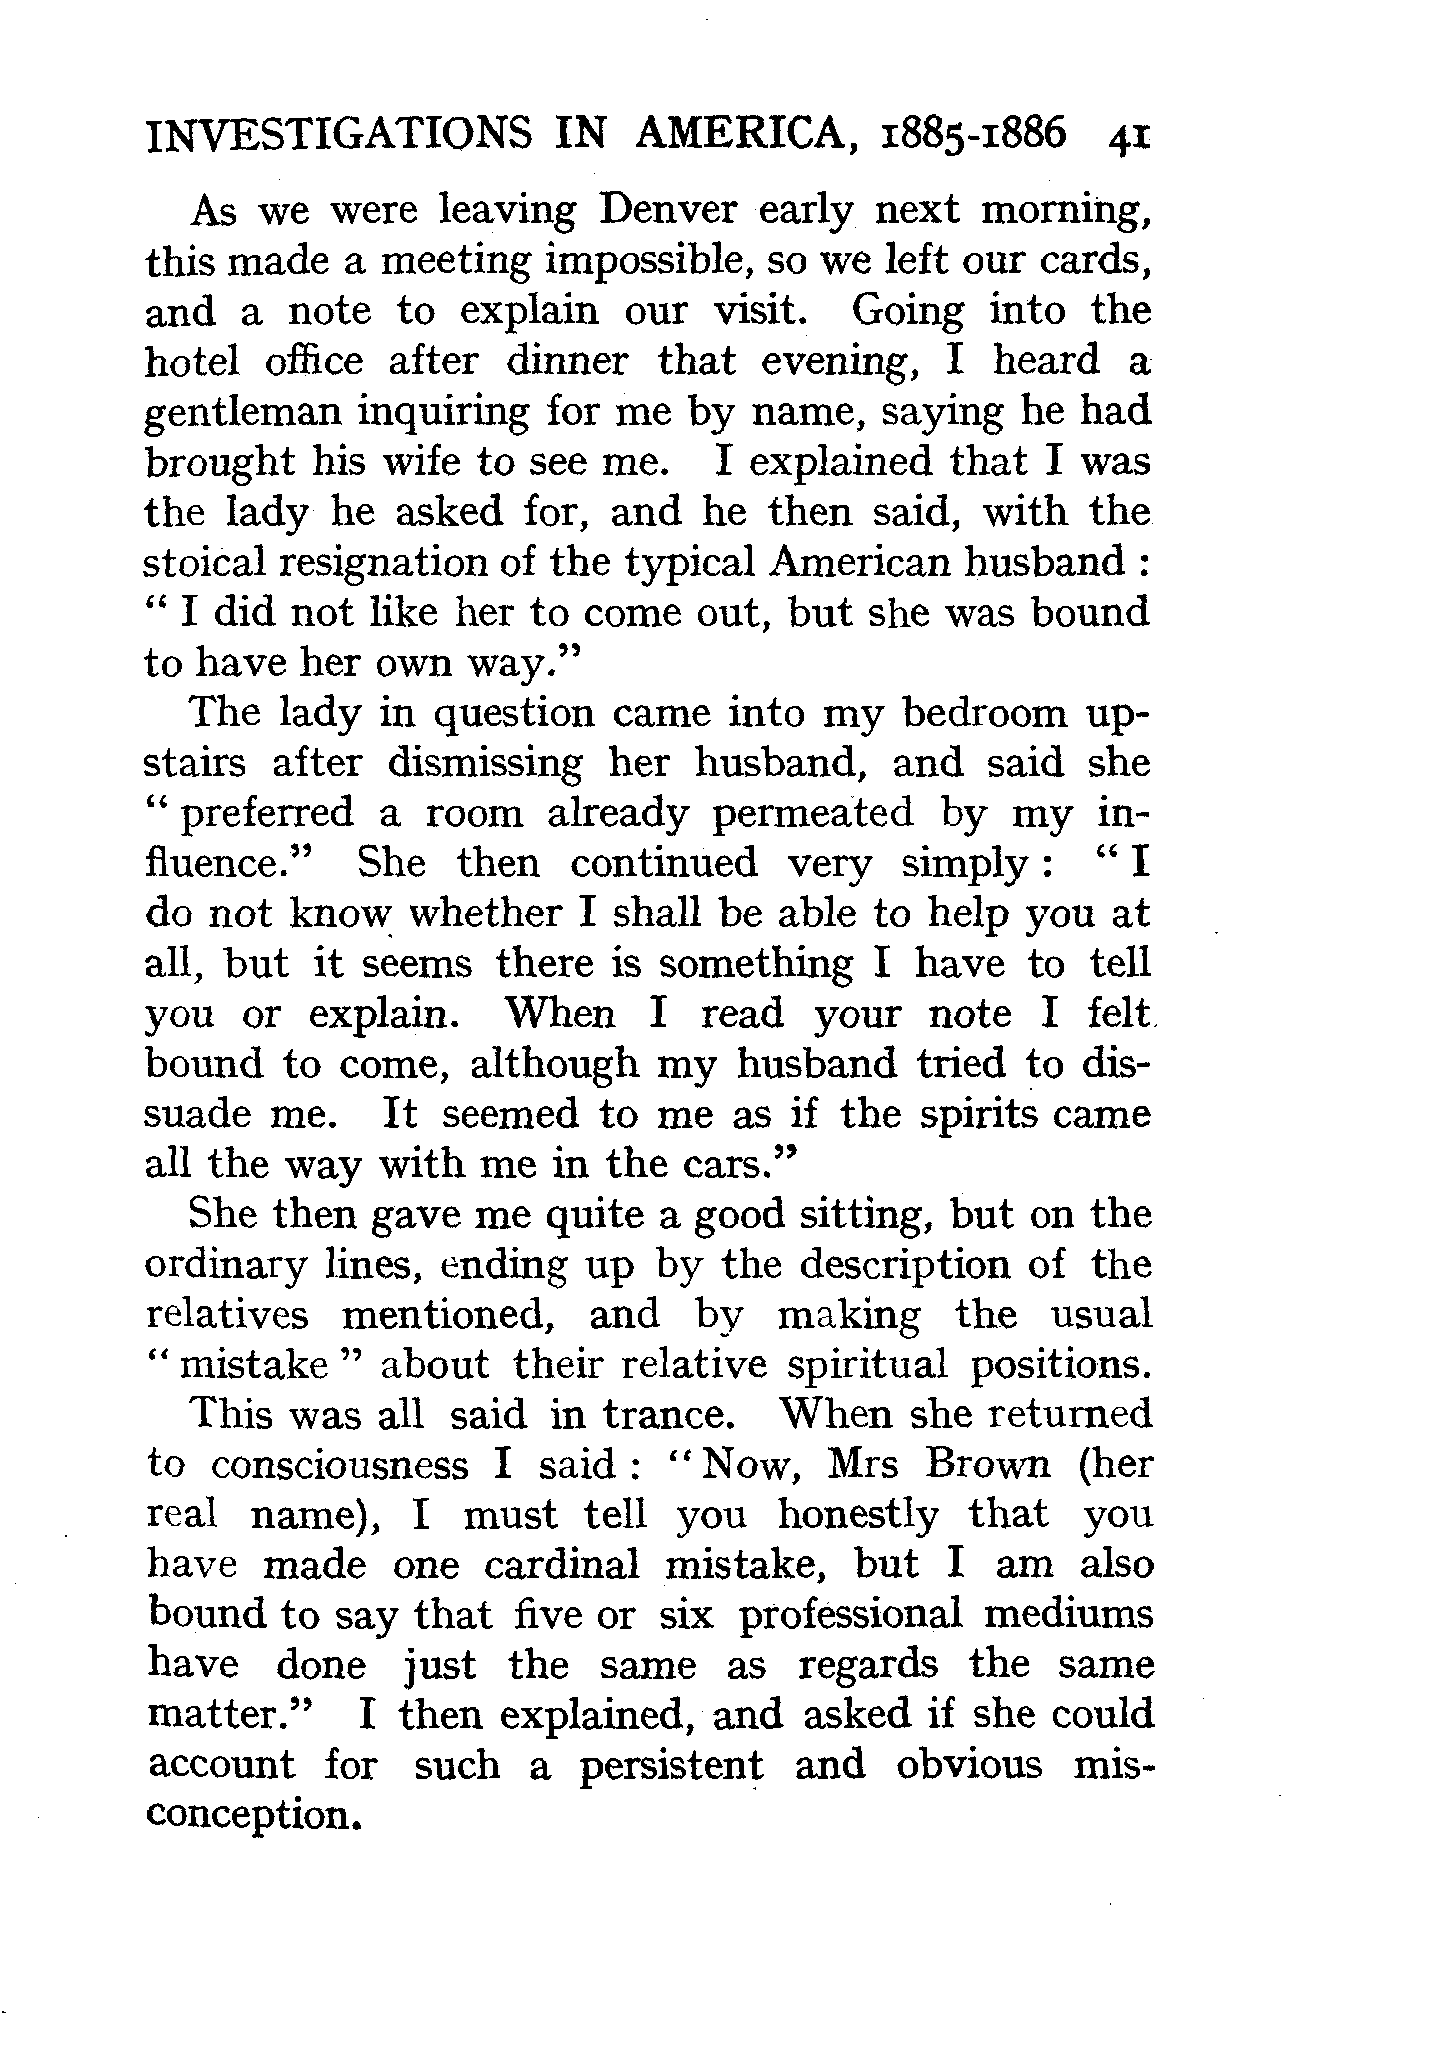 INVESTIGATIONS IN AMERICA, 1885-1886 41
As we were leaving Denver early next morning,
this made a meeting impossible, so we left our cards,
and a note to explain our visit. Going into the
hotel office after dinner that evening, I heard a
gentleman inquiring for me by name, saying he had
brought his wife to see me. I explained that I was
the lady he asked for, and he then said, with the
stoical resignation of the typical American husband :
“ I did not like her to come out, but she was bound
to have her own way.”
The lady in question came into my bedroom up-
stairs after dismissing her husband, and said she
“ preferred a room already permeated by my in-
fluence.” She then continued very simply : “ I
do not know whether I shall be able to help you at
all, but it seems there is something I have to tell
you or explain. When I read your note I felt
bound to come, although my husband tried to dis-
suade me. It seemed to me as if the spirits came
all the way with me in the cars.”
She then gave me quite a good sitting, but on the
ordinary lines, ending up by the description of the
relatives mentioned, and by making the usual
“ mistake ” about their relative spiritual positions.
This was all said in trance. When she returned
to consciousness I said : “ Now, Mrs Brown (her
real name), I must tell you honestly that you
have made one cardinal mistake, but I am also
bound to say that five or six professional mediums
have done just the same as regards the same
matter.” I then explained, and asked if she could
account for such a persistent and obvious mis-
conception.